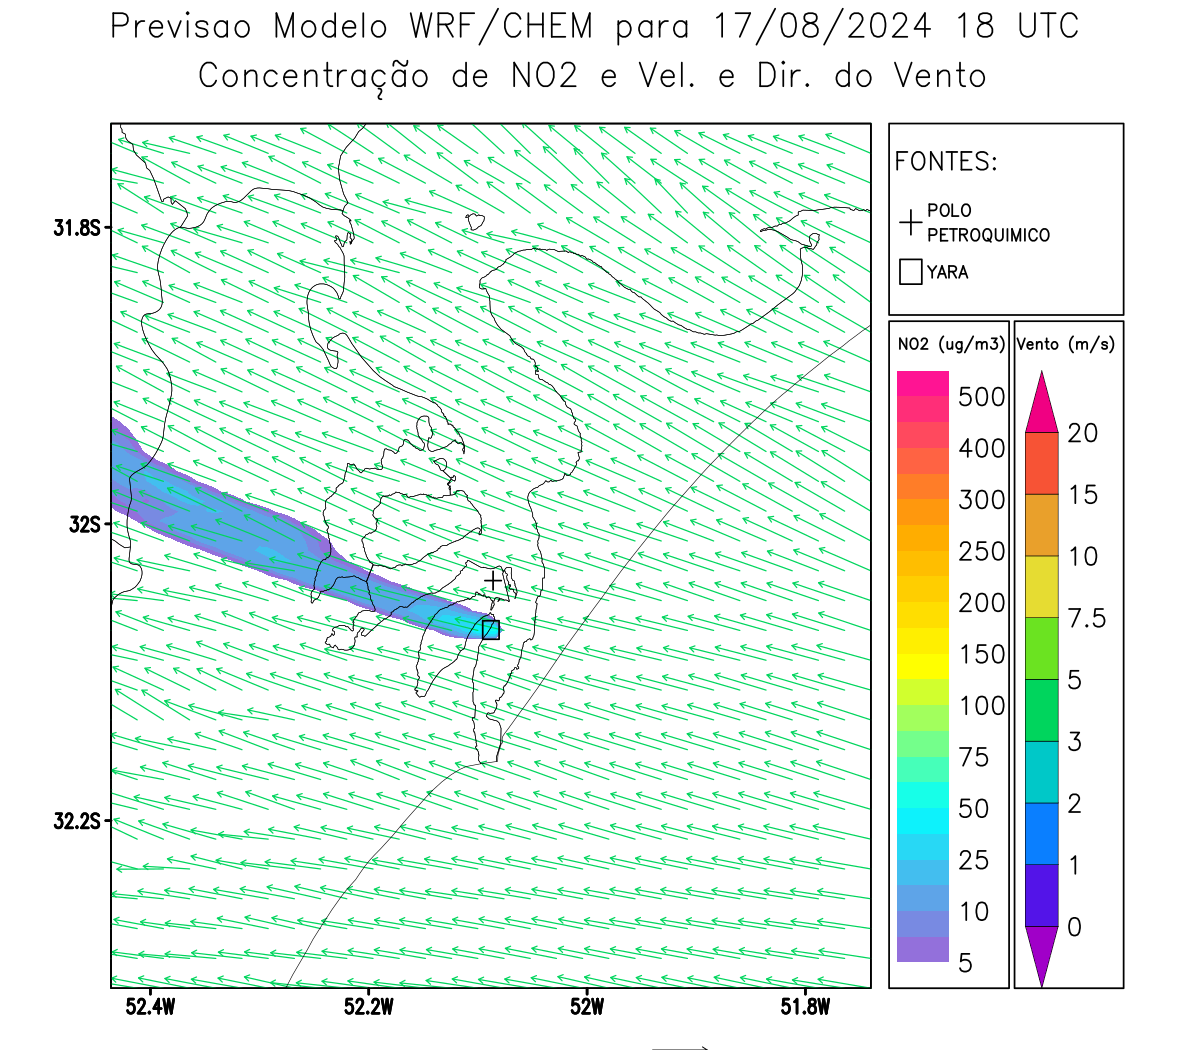 Previsao Modelo WRF/CHEM para 17/08/2024 18 UTC
Concentração de NO2 e Vel. e Dir. do Vento
FONTES:
POLO
PETROQUIMICO
YARA
NO2 (ug/m3)
500
400
300
250
200
150
100
75
50
25
10
5
Vento (m/s)
20
15
10
7.5
5
3
2
1
0
31.8S
32S
32.2S
52.4W
52.2W
52W
51.8W